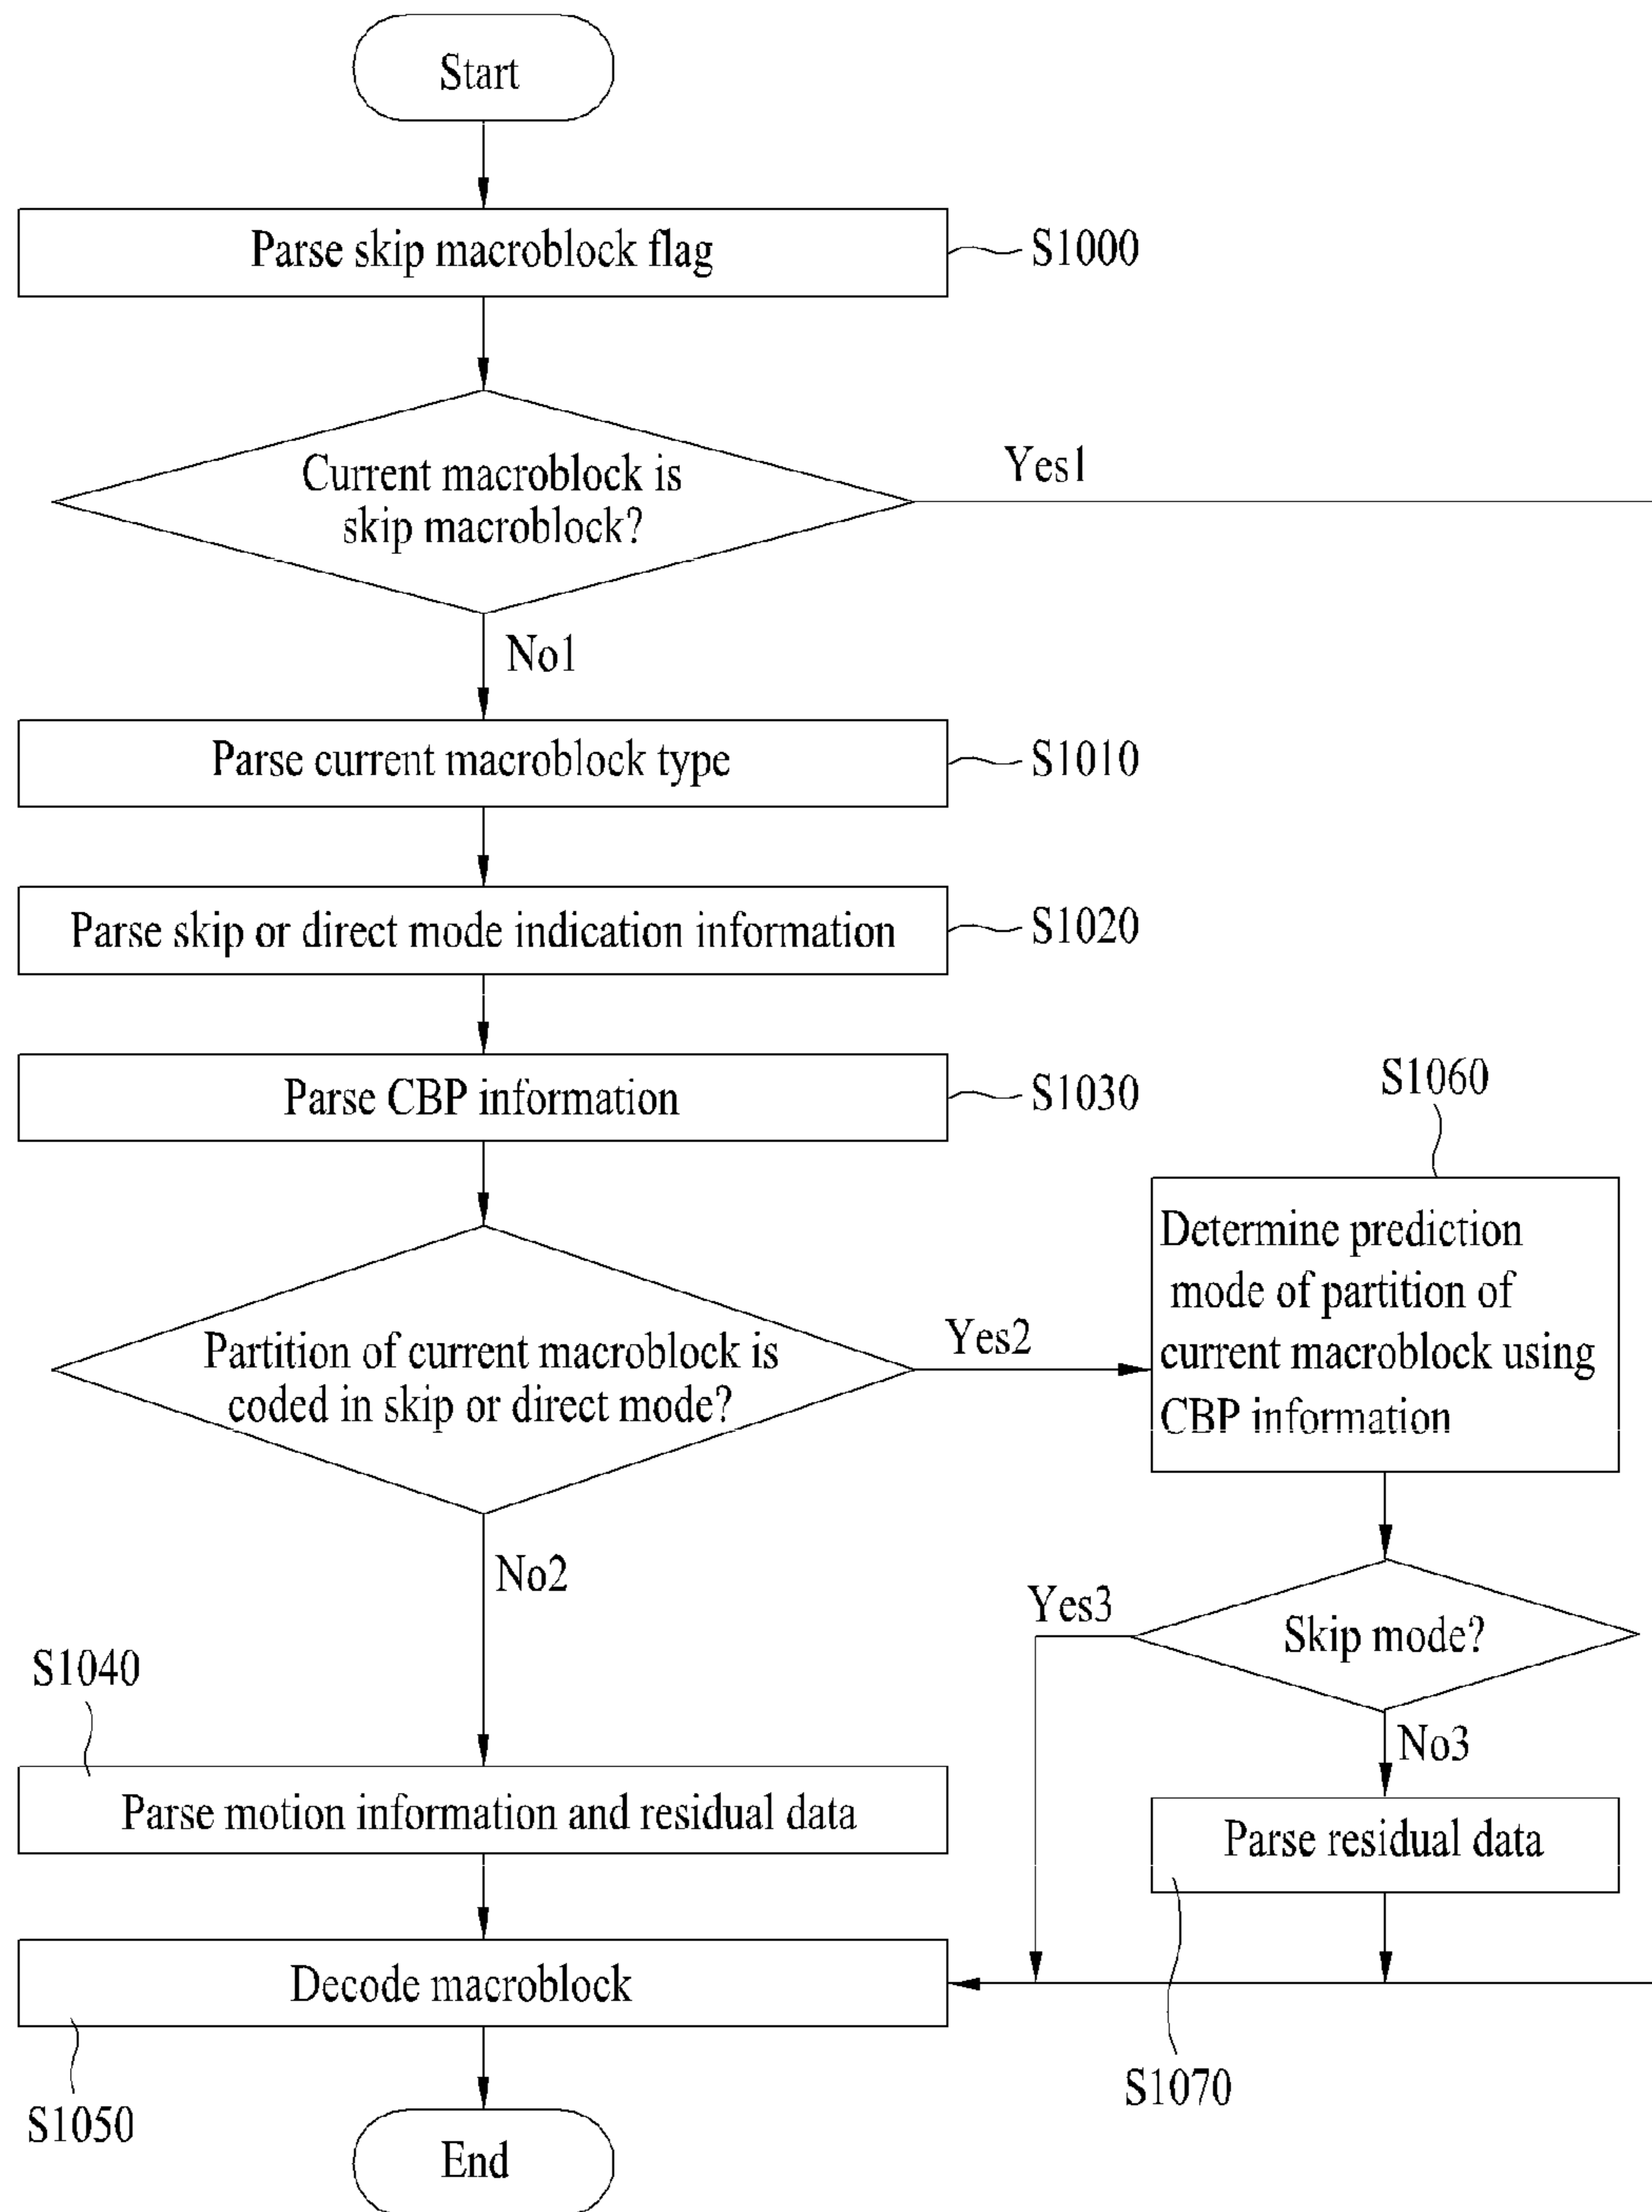 Start
Parse skip macroblock flag
S1000
Current macroblock is
skip macroblock?
Yes1
No1
Parse current macroblock type
S1010
Parse skip or direct mode indication information
S1020
Parse CBP information
S1030
S1060
Determine prediction
mode of partition of
current macroblock using
CBP information
Partition of current macroblock is
coded in skip or direct mode?
Yes2
No2
Skip mode?
Yes3
No3
S1040
Parse motion information and residual data
Parse residual data
Decode macroblock
S1050
S1070
End